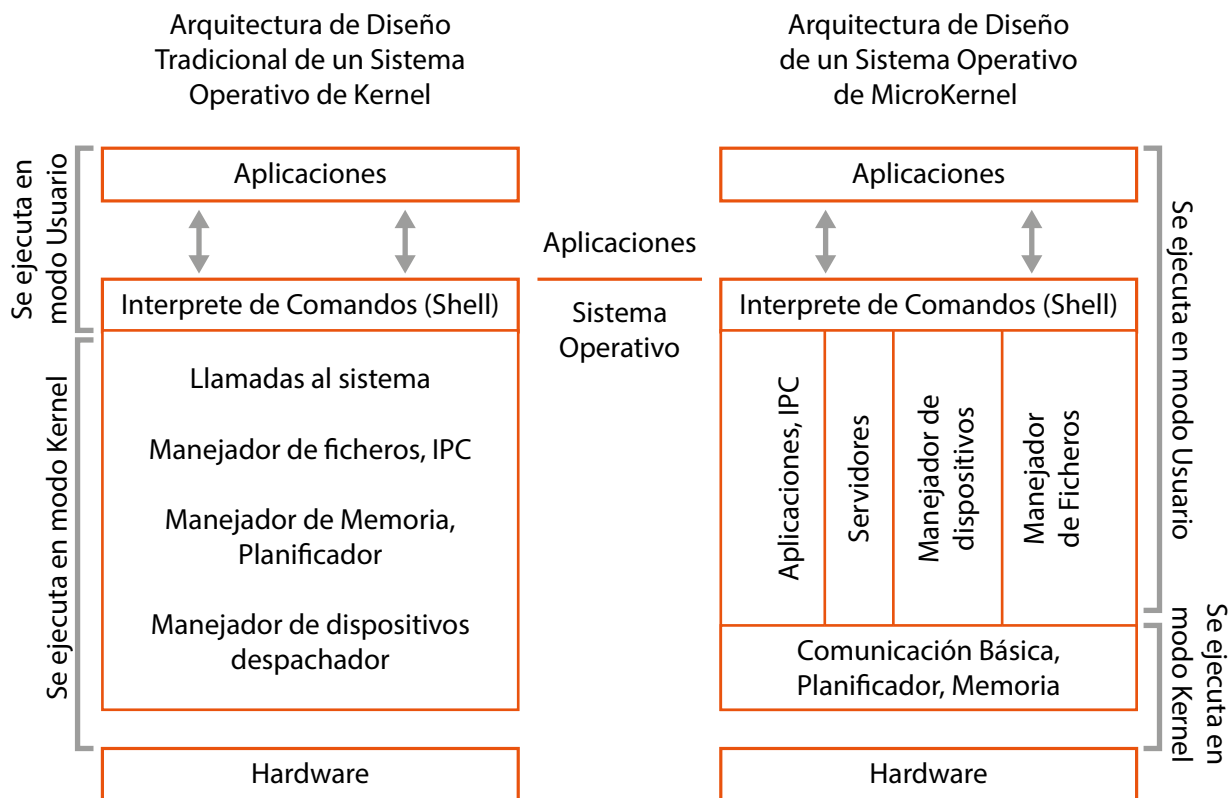 Arquitectura de Diseño
Tradicional de un Sistema
Operativo de Kernel
Se ejecuta en
modo Usuario
Aplicaciones
Interprete de Comandos (Shell)
Se ejecuta en modo Kernel
Llamadas al sistema
Manejador de ficheros, IPC
Manejador de Memoria,
Planificador
Manejador de dispositivos
despachador
Hardware
Aplicaciones
Sistema
Operativo
Arquitectura de Diseño
de un Sistema Operativo
de MicroKernel
Aplicaciones
Interprete de Comandos (Shell)
Aplicaciones, IPC
Servidores
Manejador de
dispositivos
Manejador
de Ficheros
Se ejecuta en modo Usuario
Comunicación Básica,
Planificador, Memoria
Se ejecuta en
modo Kernel
Hardware